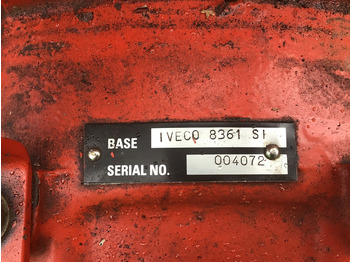 BASE IVECO 8361 SI
SERIAL NO. 004072